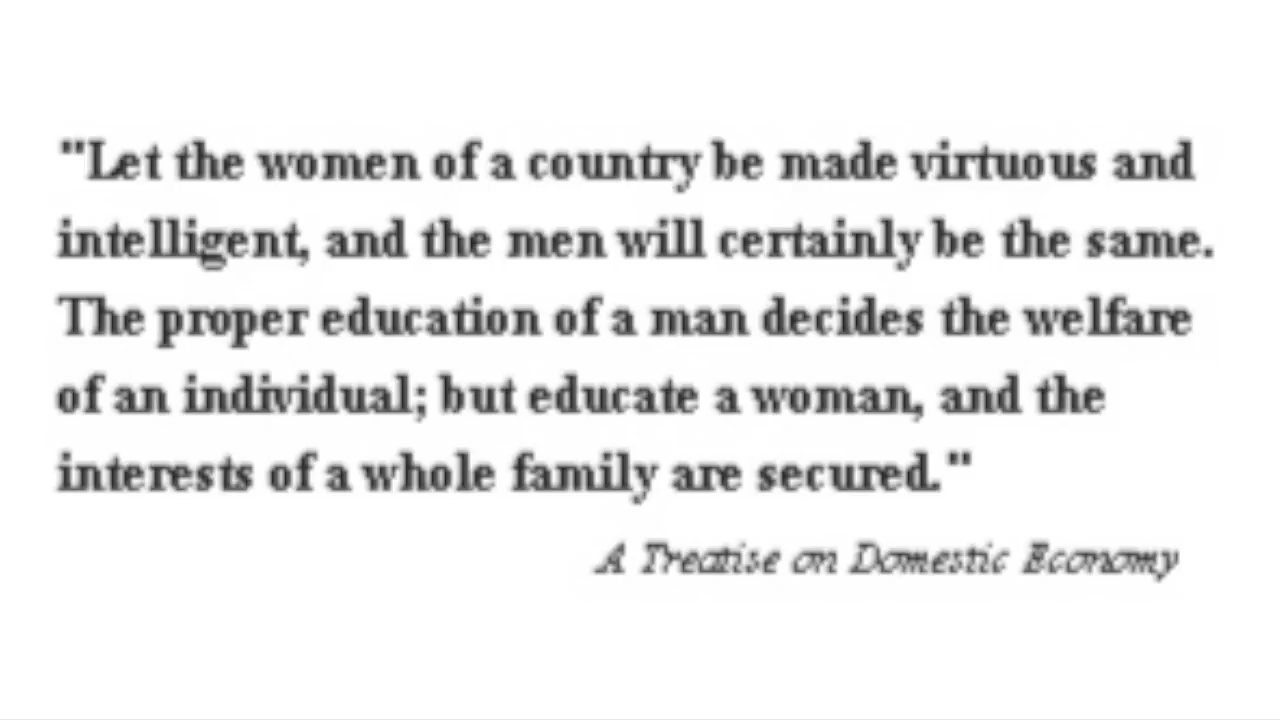 "Let the women of a country be made virtuous and
intelligent, and the men will certainly be the same.
The proper education of a man decides the welfare
of an individual; but educate a woman, and the
interests of a whole family are secured."
A Treatise on Domestic Economy